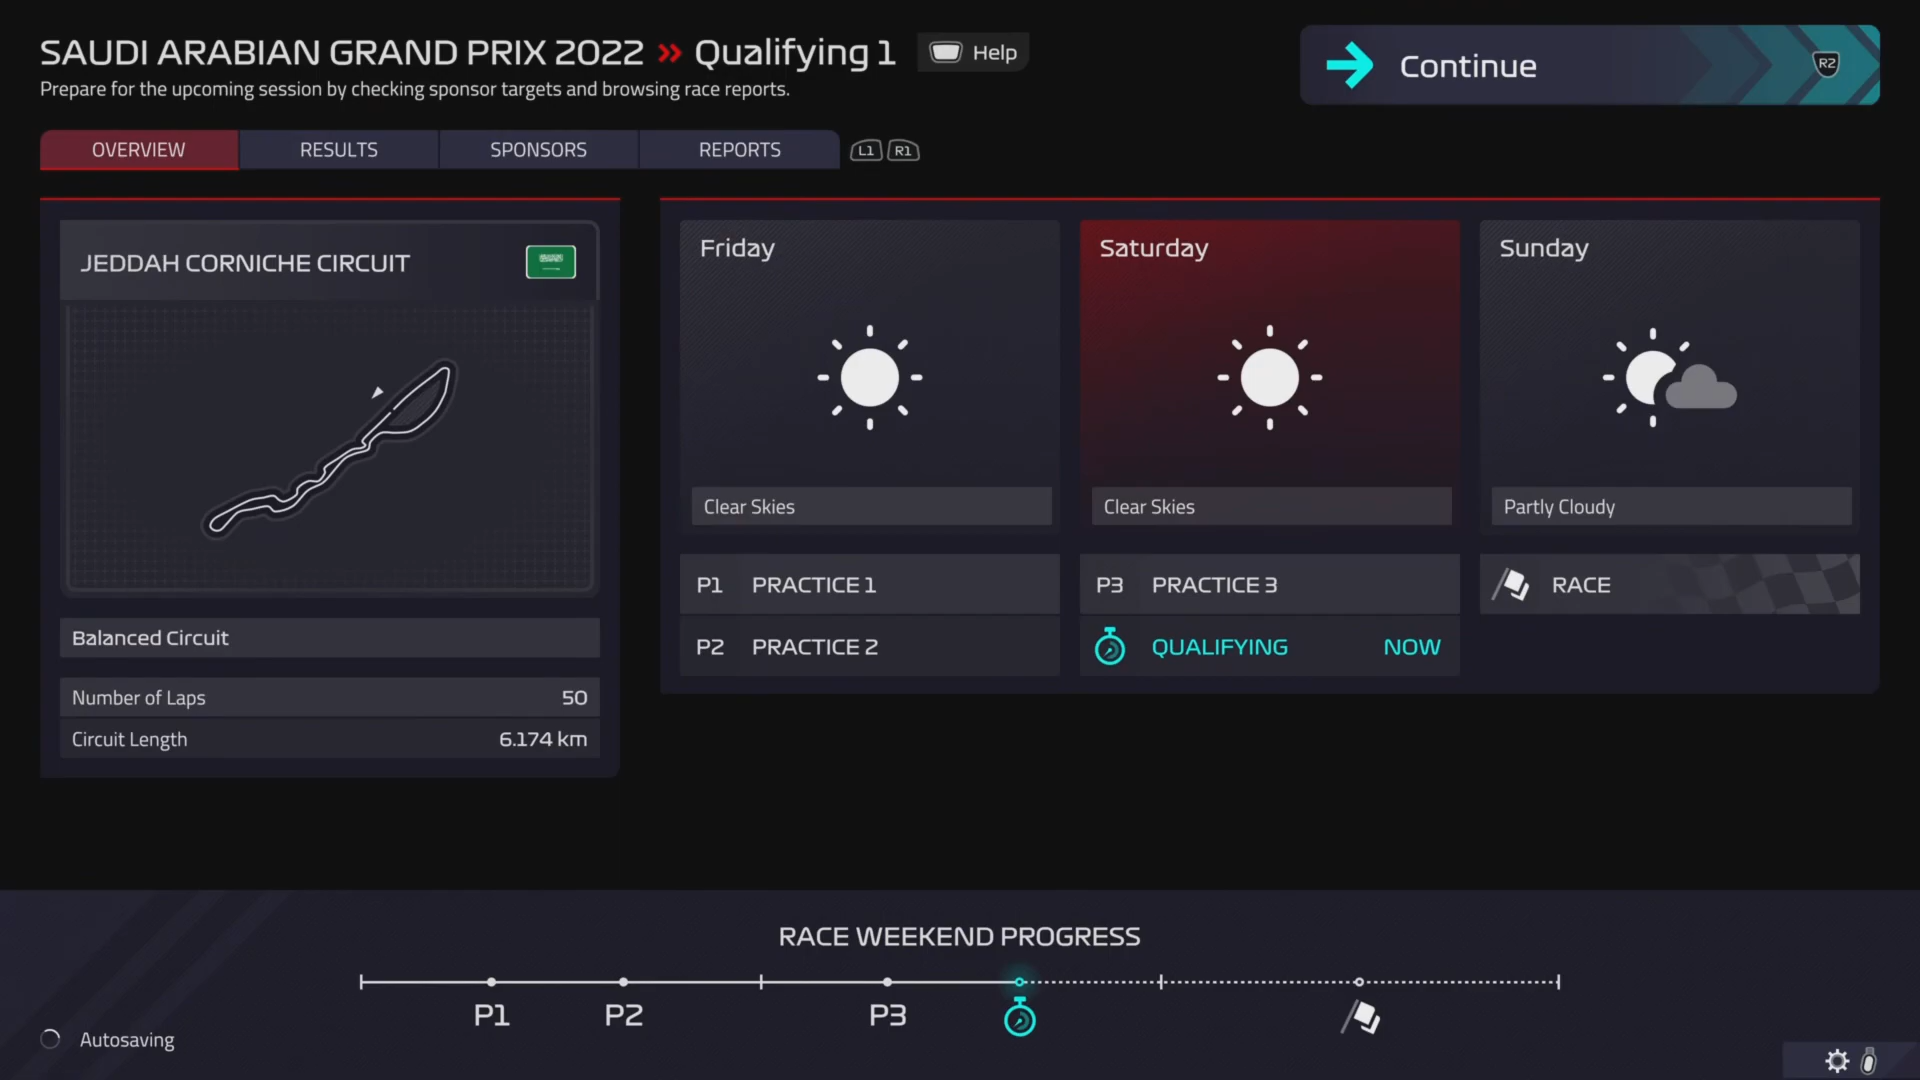 SAUDI ARABIAN GRAND PRIX 2022 » Qualifying 1
Help
Prepare for the upcoming session by checking sponsor targets and browsing race reports.
Continue
R2
OVERVIEW
RESULTS
SPONSORS
REPORTS
L1
R1
JEDDAH CORNICHE CIRCUIT
Balanced Circuit
Number of Laps 50
Circuit Length 6.174 km
Friday
Clear Skies
P1 PRACTICE 1
P2 PRACTICE 2
Saturday
Clear Skies
P3 PRACTICE 3
QUALIFYING NOW
Sunday
Partly Cloudy
RACE
RACE WEEKEND PROGRESS
P1
P2
P3
Autosaving